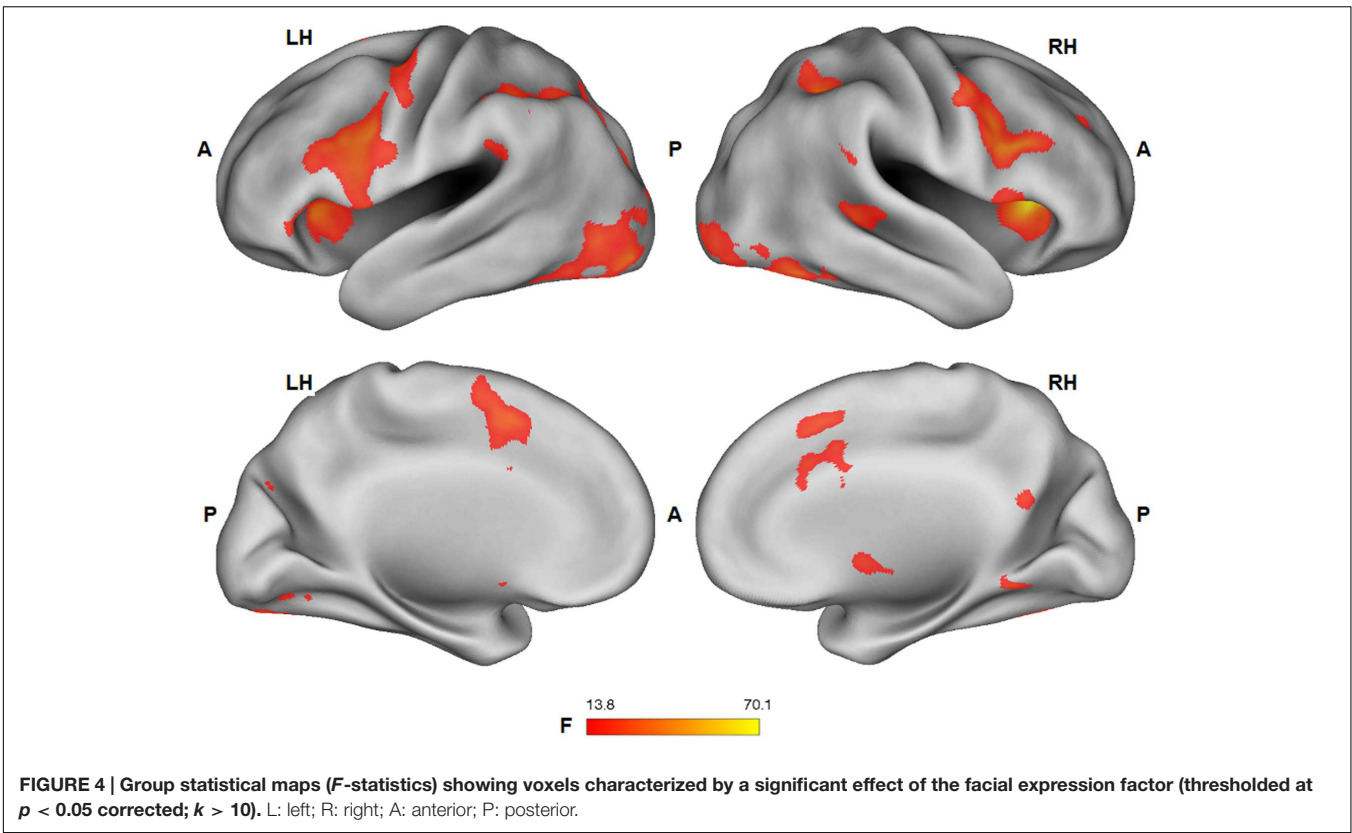 LH
RH
A
P
A
LH
RH
P
A
P
13.8
70.1
F
FIGURE 4 | Group statistical maps (F-statistics) showing voxels characterized by a significant effect of the facial expression factor (thresholded at
p < 0.05 corrected; k > 10). L: left; R: right; A: anterior; P: posterior.